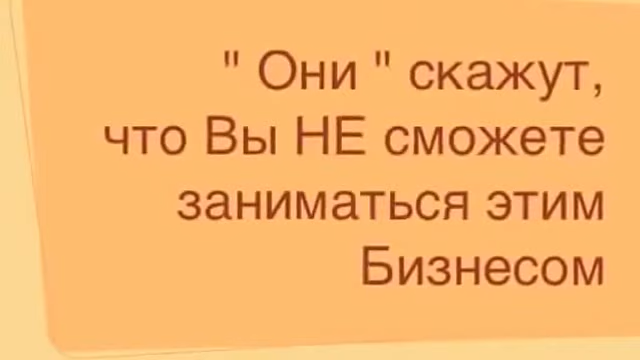 " Они " скажут,
что Вы НЕ сможете
заниматься этим
Бизнесом